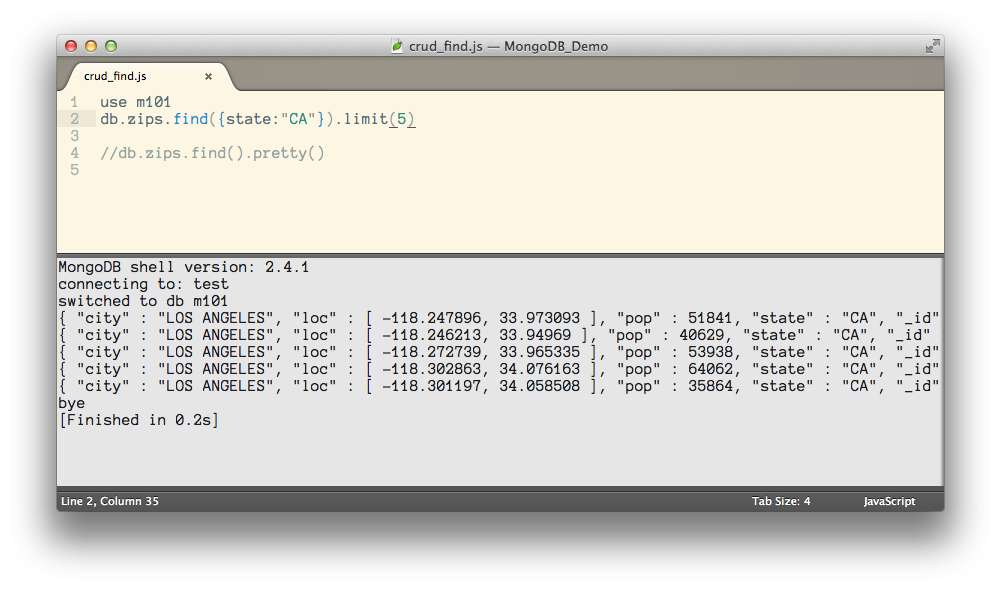 crud_find.js — MongoDB_Demo
crud_find.js ×
1 use m101
2 db.zips.find({state:"CA"}).limit(5)
3
4 //db.zips.find().pretty()
5
MongoDB shell version: 2.4.1
connecting to: test
switched to db m101
{ "city" : "LOS ANGELES", "loc" : [ -118.247896, 33.973093 ], "pop" : 51841, "state" : "CA", "_id"
{ "city" : "LOS ANGELES", "loc" : [ -118.246213, 33.94969 ], "pop" : 40629, "state" : "CA", "_id"
{ "city" : "LOS ANGELES", "loc" : [ -118.272739, 33.965335 ], "pop" : 53938, "state" : "CA", "_id"
{ "city" : "LOS ANGELES", "loc" : [ -118.302863, 34.076163 ], "pop" : 64062, "state" : "CA", "_id"
{ "city" : "LOS ANGELES", "loc" : [ -118.301197, 34.058508 ], "pop" : 35864, "state" : "CA", "_id"
bye
[Finished in 0.2s]
Line 2, Column 35 Tab Size: 4 JavaScript